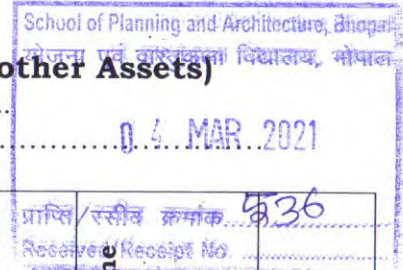 School of Planning and Architecture, Bhopal
योजना एवं वास्तुकला विद्यालय, भोपाल
other Assets)
04 MAR 2021
प्राप्ति/रसीद क्रमांक 536
Received/Receipt No.